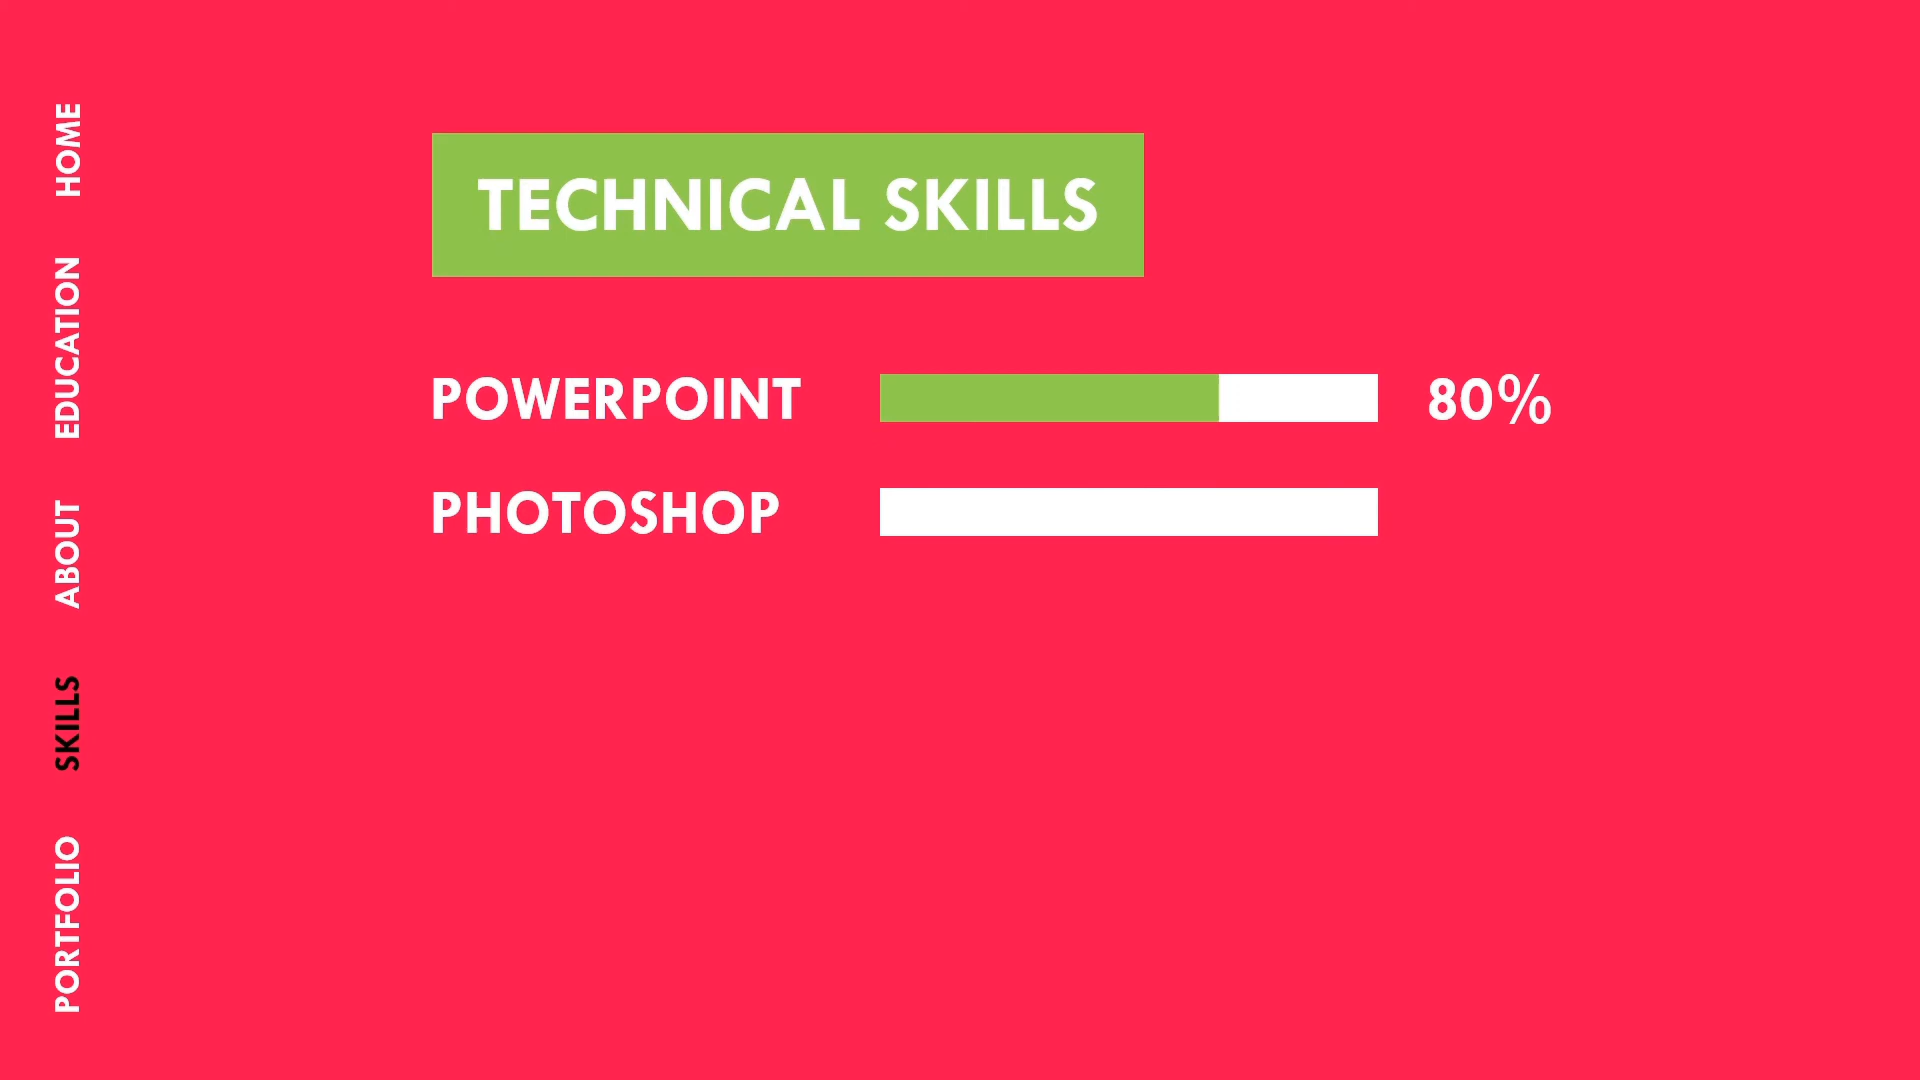 HOME
EDUCATION
ABOUT
SKILLS
PORTFOLIO
TECHNICAL SKILLS
POWERPOINT 80%
PHOTOSHOP